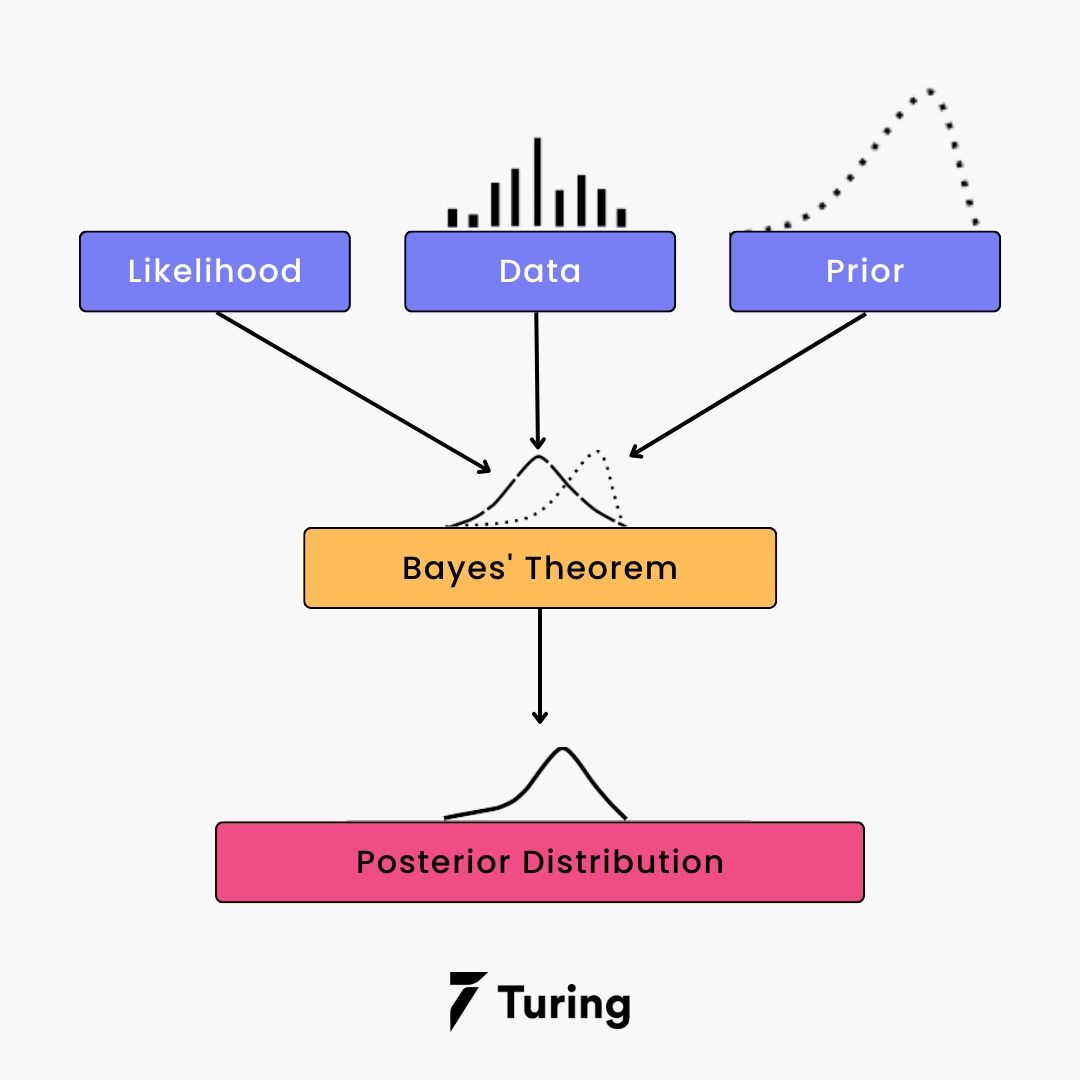 Likelihood
Data
Prior
Bayes' Theorem
Posterior Distribution
Turing